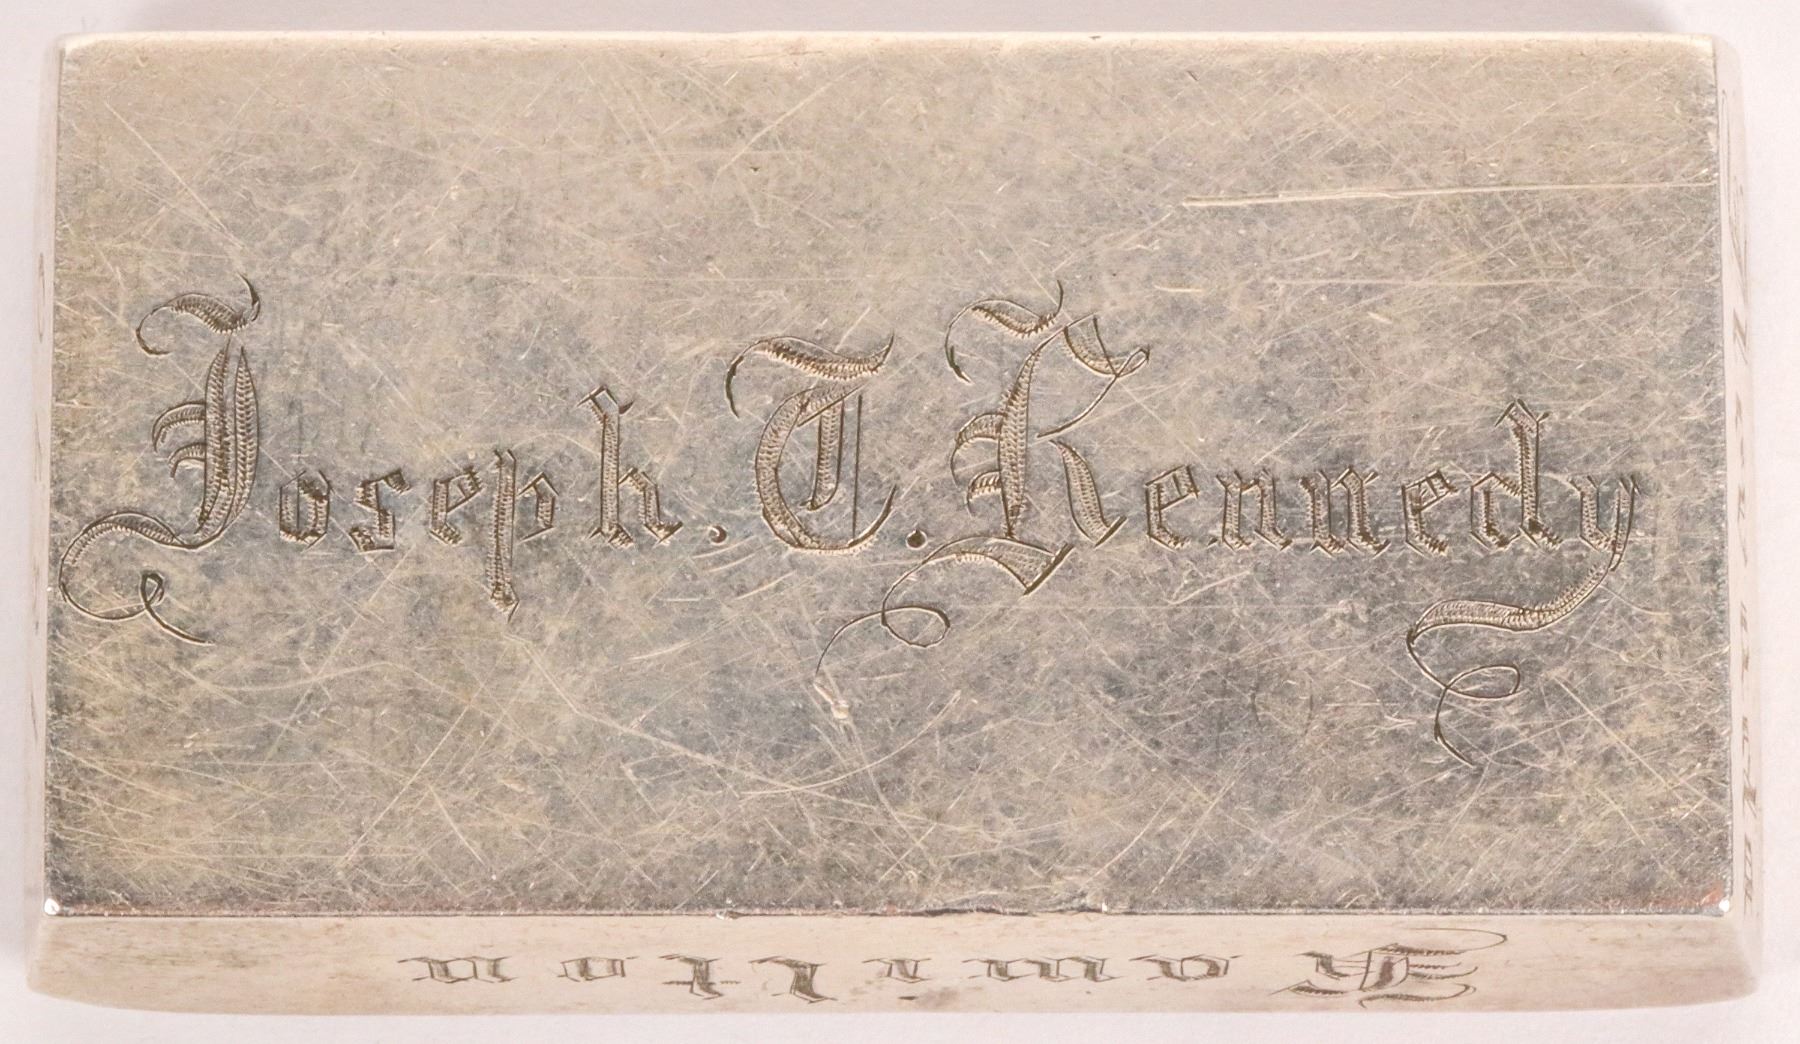 Joseph. T. Kennedy
Hamilton